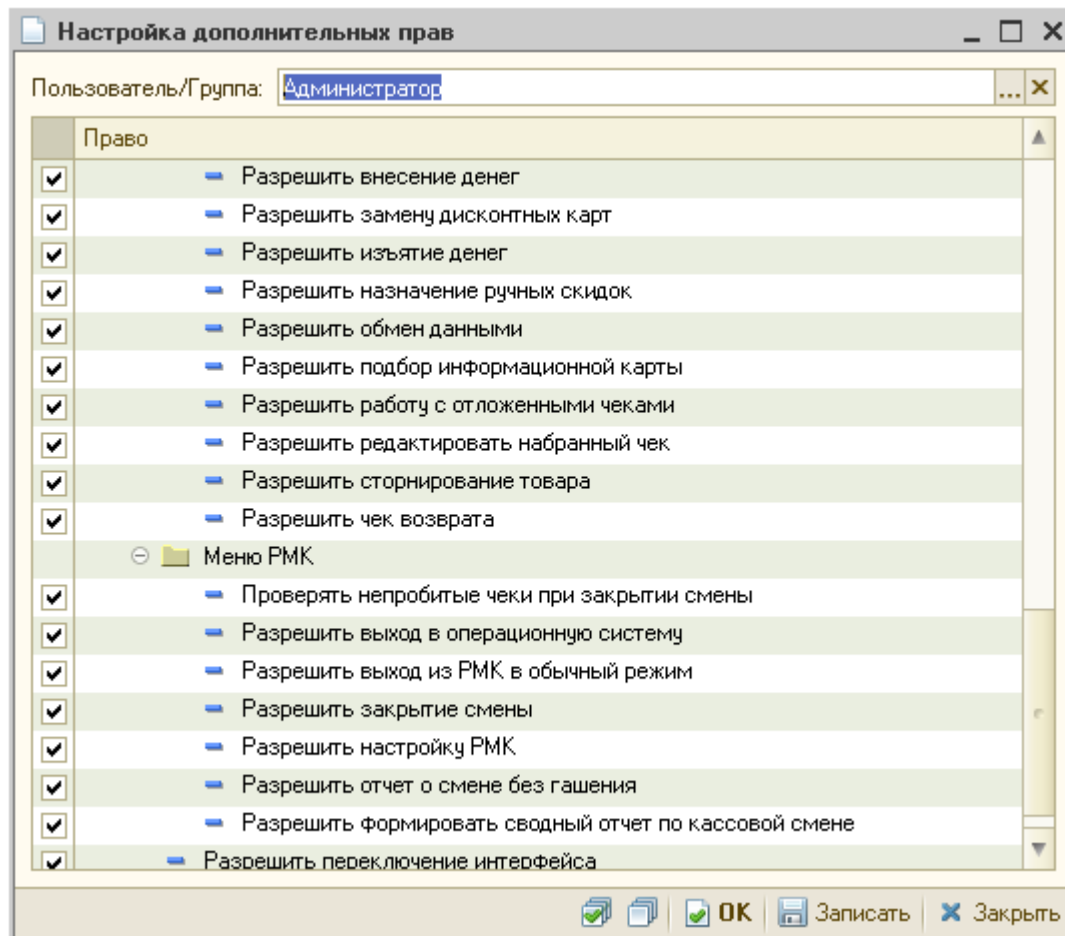 Настройка дополнительных прав
Пользователь/Группа: Администратор ...
Право
Разрешить внесение денег
Разрешить замену дисконтных карт
Разрешить изъятие денег
Разрешить назначение ручных скидок
Разрешить обмен данными
Разрешить подбор информационной карты
Разрешить работу с отложенными чеками
Разрешить редактировать набранный чек
Разрешить сторнирование товара
Разрешить чек возврата
Меню РМК
Проверять непробитые чеки при закрытии смены
Разрешить выход в операционную систему
Разрешить выход из РМК в обычный режим
Разрешить закрытие смены
Разрешить настройку РМК
Разрешить отчет о смене без гашения
Разрешить формировать сводный отчет по кассовой смене
Разрешить переключение интерфейса
OK Записать Закрыть